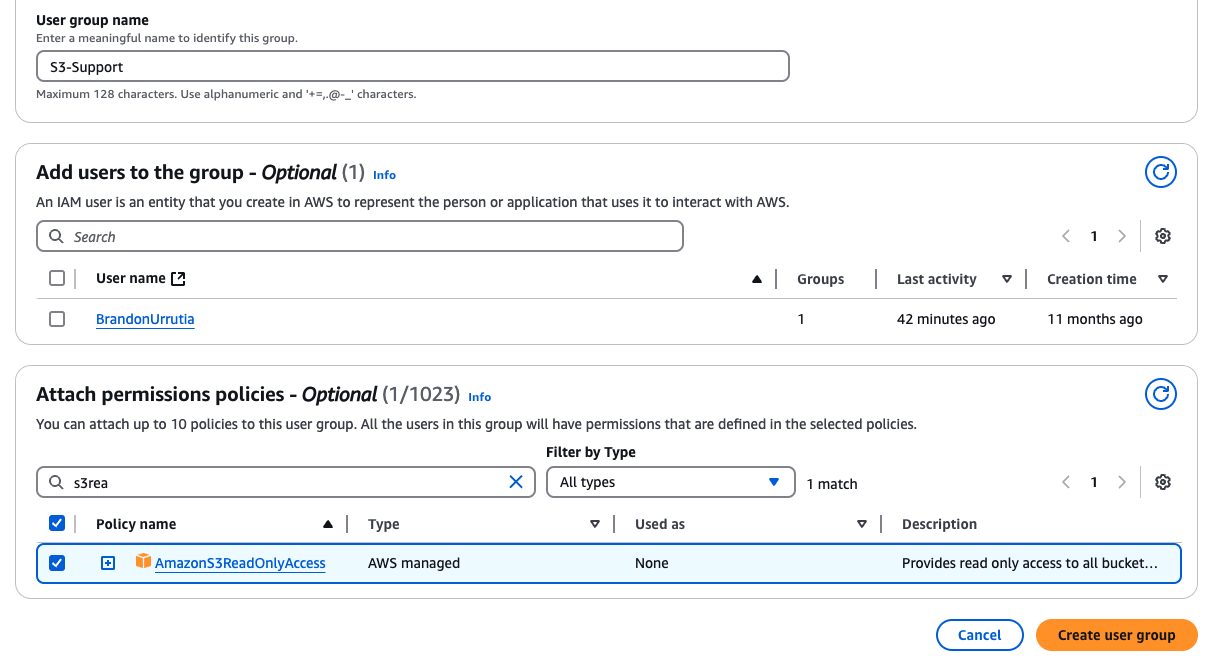 User group name
Enter a meaningful name to identify this group.
S3-Support
Maximum 128 characters. Use alphanumeric and '+=,.@-_' characters.
Add users to the group - Optional (1) Info
An IAM user is an entity that you create in AWS to represent the person or application that uses it to interact with AWS.
Search
1
User name Groups Last activity Creation time
BrandonUrrutia 1 42 minutes ago 11 months ago
Attach permissions policies - Optional (1/1023) Info
You can attach up to 10 policies to this user group. All the users in this group will have permissions that are defined in the selected policies.
Filter by Type
s3rea All types 1 match 1
Policy name Type Used as Description
AmazonS3ReadOnlyAccess AWS managed None Provides read only access to all bucket...
Cancel Create user group